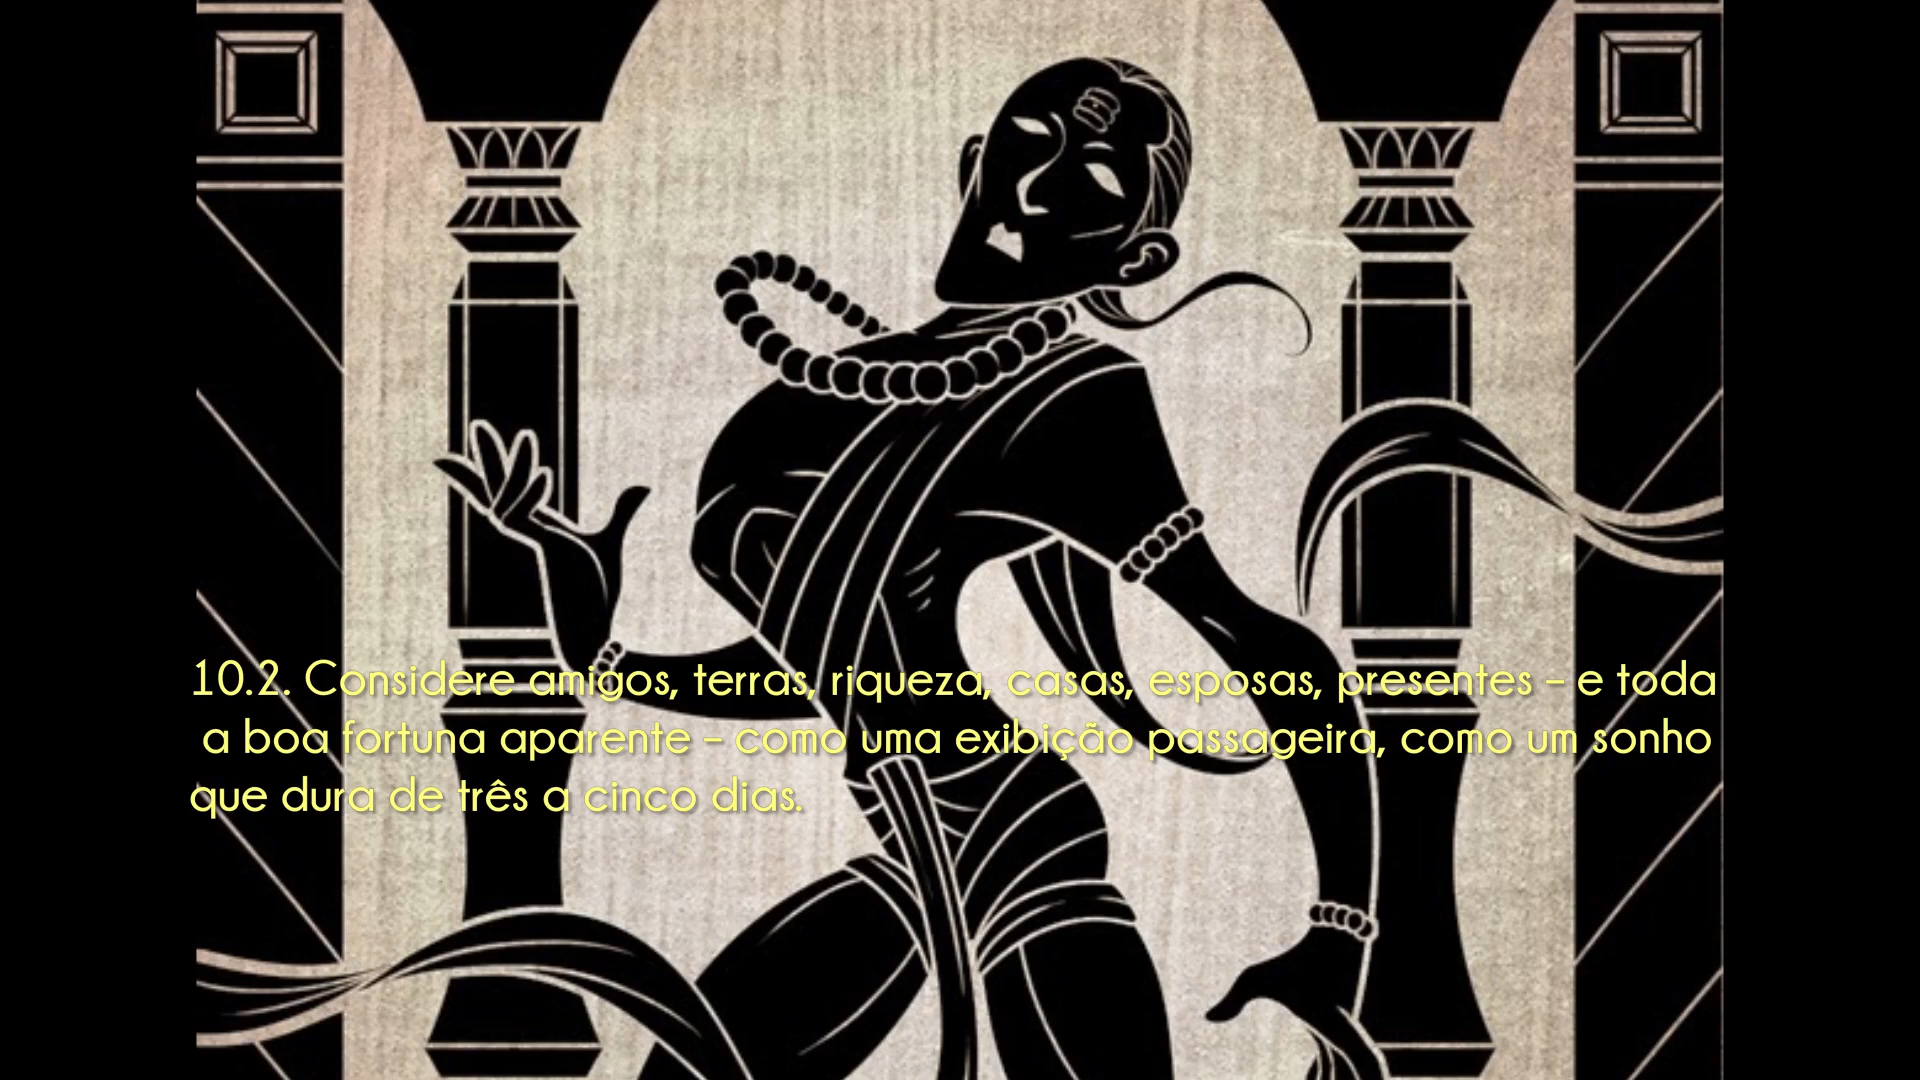 10.2. Considere amigos, terras, riqueza, casas, esposas, presentes – e toda
a boa fortuna aparente – como uma exibição passageira, como um sonho
que dura de três a cinco dias.